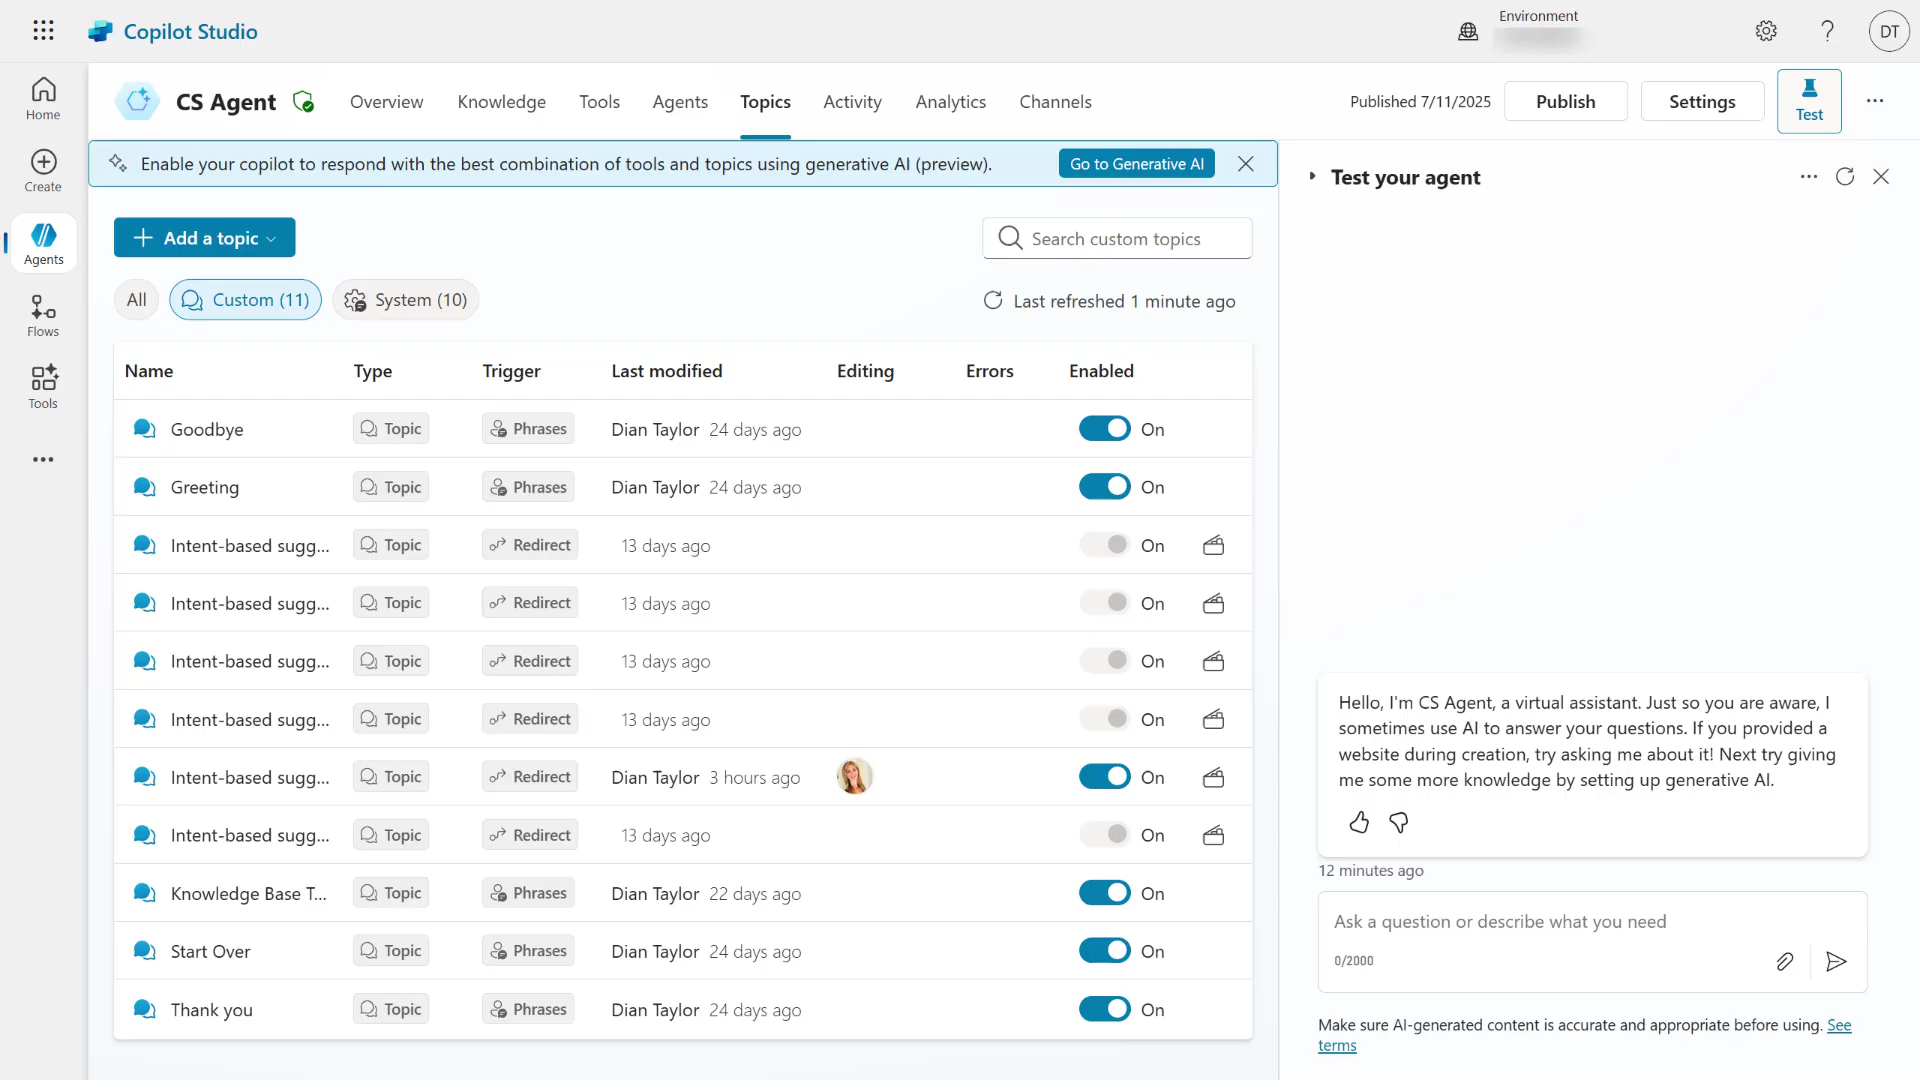 Copilot Studio
Environment
DT
Home
Create
Agents
Flows
Tools
CS Agent
Overview
Knowledge
Tools
Agents
Topics
Activity
Analytics
Channels
Published 7/11/2025
Publish
Settings
Test
Enable your copilot to respond with the best combination of tools and topics using generative AI (preview).
Go to Generative AI
Add a topic
Search custom topics
All
Custom (11)
System (10)
Last refreshed 1 minute ago
Name Type Trigger Last modified Editing Errors Enabled
Goodbye Topic Phrases Dian Taylor 24 days ago On
Greeting Topic Phrases Dian Taylor 24 days ago On
Intent-based sugg... Topic Redirect 13 days ago On
Intent-based sugg... Topic Redirect 13 days ago On
Intent-based sugg... Topic Redirect 13 days ago On
Intent-based sugg... Topic Redirect 13 days ago On
Intent-based sugg... Topic Redirect Dian Taylor 3 hours ago On
Intent-based sugg... Topic Redirect 13 days ago On
Knowledge Base T... Topic Phrases Dian Taylor 22 days ago On
Start Over Topic Phrases Dian Taylor 24 days ago On
Thank you Topic Phrases Dian Taylor 24 days ago On
Test your agent
Hello, I'm CS Agent, a virtual assistant. Just so you are aware, I
sometimes use AI to answer your questions. If you provided a
website during creation, try asking me about it! Next try giving
me some more knowledge by setting up generative AI.
12 minutes ago
Ask a question or describe what you need
0/2000
Make sure AI-generated content is accurate and appropriate before using. See
terms